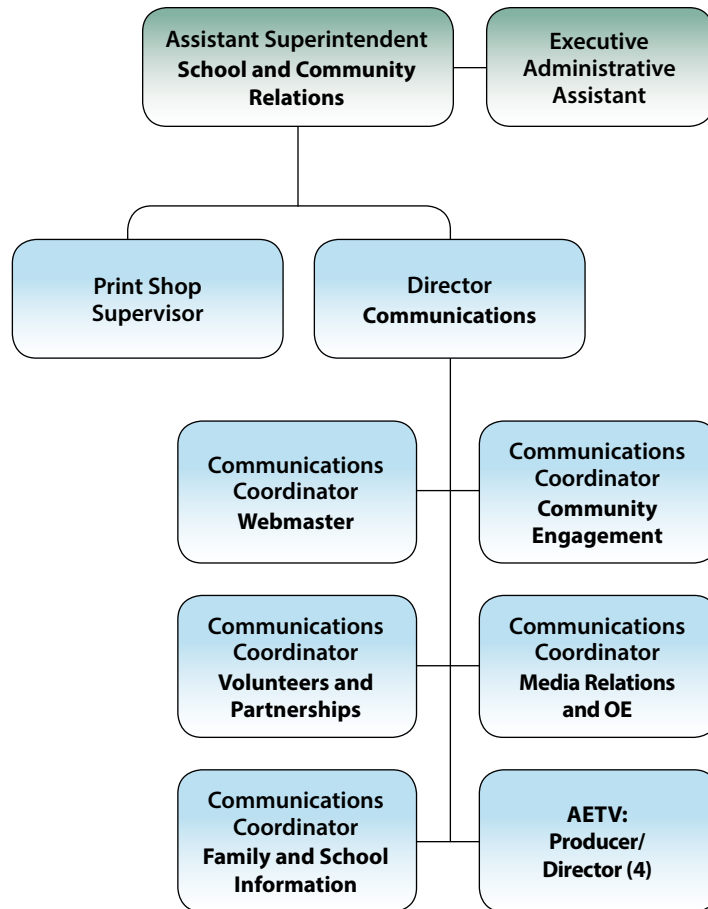 Assistant Superintendent
School and Community
Relations
Executive
Administrative
Assistant
Print Shop
Supervisor
Director
Communications
Communications
Coordinator
Webmaster
Communications
Coordinator
Community
Engagement
Communications
Coordinator
Volunteers and
Partnerships
Communications
Coordinator
Media Relations
and OE
Communications
Coordinator
Family and School
Information
AETV:
Producer/
Director (4)